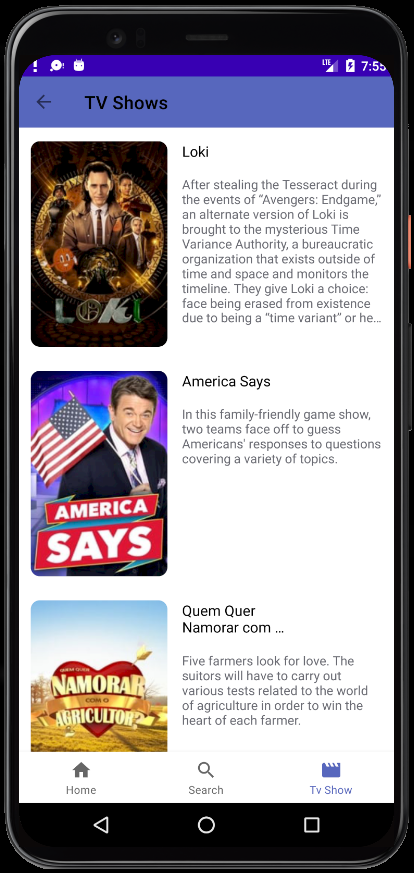 LTE 7:55
TV Shows
LOKI
Loki
After stealing the Tesseract during
the events of “Avengers: Endgame,”
an alternate version of Loki is
brought to the mysterious Time
Variance Authority, a bureaucratic
organization that exists outside of
time and space and monitors the
timeline. They give Loki a choice:
face being erased from existence
due to being a “time variant” or he…
AMERICA
SAYS
America Says
In this family-friendly game show,
two teams face off to guess
Americans' responses to questions
covering a variety of topics.
QUEM QUER
NAMORAR
COM O
AGRICULTOR?
Quem Quer
Namorar com …
Five farmers look for love. The
suitors will have to carry out
various tests related to the world
of agriculture in order to win the
heart of each farmer.
Home
Search
Tv Show